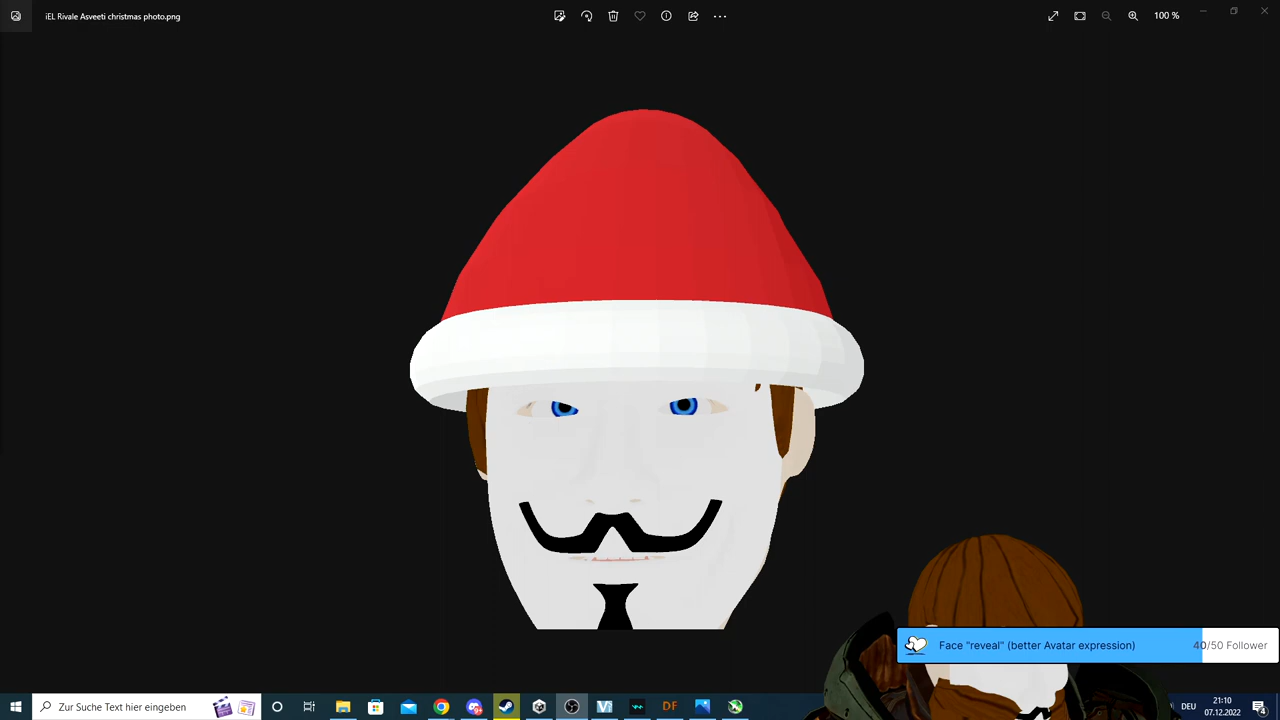 iEL Rivale Asveeti christmas photo.png
100 %
Face "reveal" (better Avatar expression)
40/50 Follower
Zur Suche Text hier eingeben
DF
DEU
21:10
07.12.2022
4